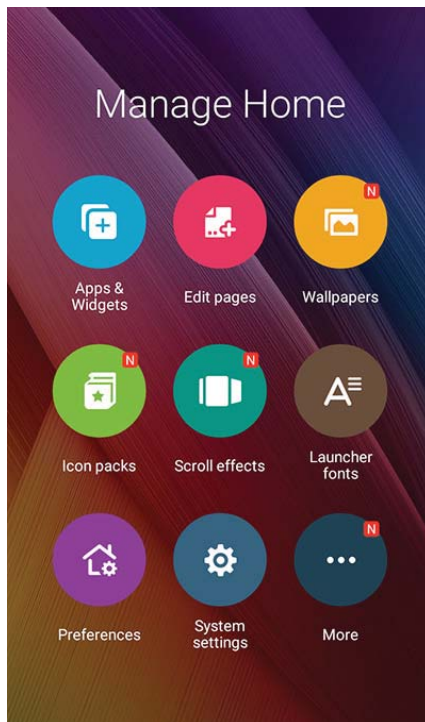 Manage Home
N
Apps &
Widgets
Edit pages
Wallpapers
N
N
Icon packs
Scroll effects
Launcher
fonts
N
Preferences
System
settings
More